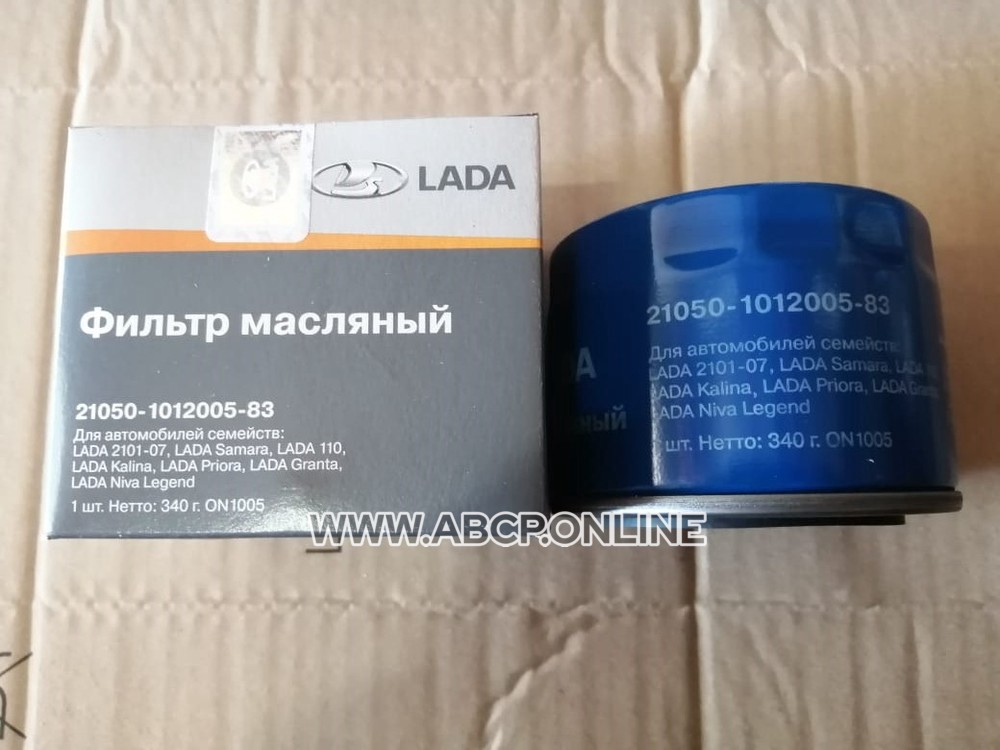 LADA
Фильтр масляный
21050-1012005-83
Для автомобилей семейств:
LADA 2101-07, LADA Samara, LADA 110,
LADA Kalina, LADA Priora, LADA Granta,
LADA Niva Legend
1 шт. Нетто: 340 г. ON1005
21050-1012005-83
Для автомобилей семейств:
LADA 2101-07, LADA Samara,
LADA Kalina, LADA Priora, LADA Granta
LADA Niva Legend
шт. Нетто: 340 г. ON1005
WWW.ABCP.ONLINE